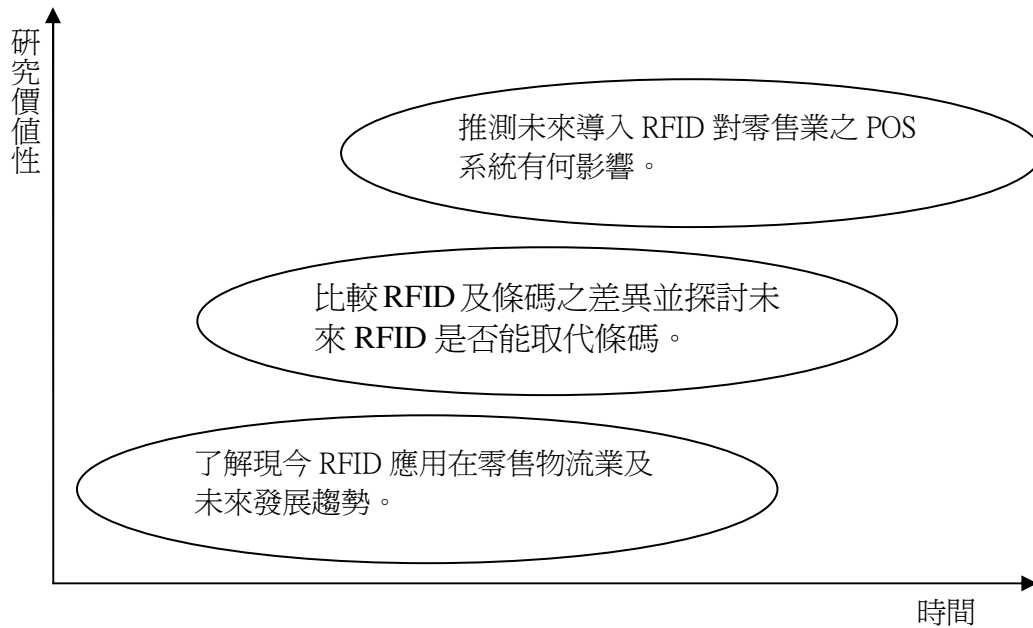 研究價值性
推測未來導入 RFID 對零售業之 POS
系統有何影響。
比較 RFID 及條碼之差異並探討未
來 RFID 是否能取代條碼。
了解現今 RFID 應用在零售物流業及
未來發展趨勢。
時間